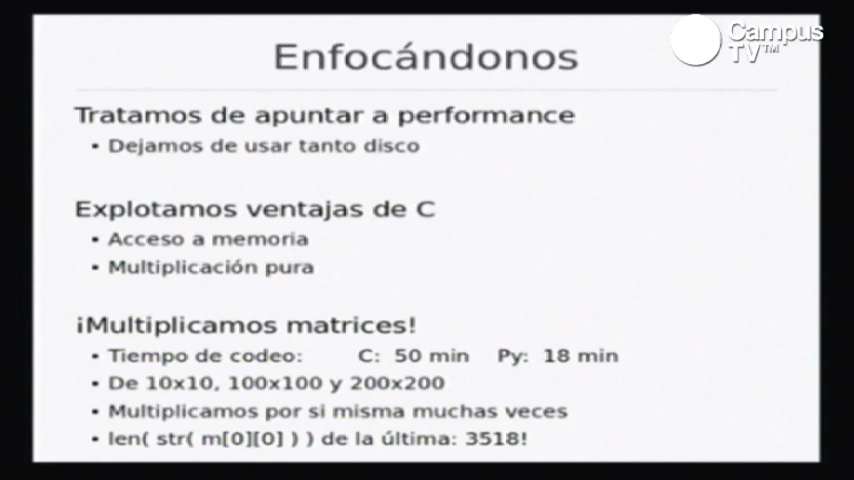 Campus
TV™
Enfocándonos
Tratamos de apuntar a performance
• Dejamos de usar tanto disco
Explotamos ventajas de C
• Acceso a memoria
• Multiplicación pura
¡Multiplicamos matrices!
• Tiempo de codeo: C: 50 min Py: 18 min
• De 10x10, 100x100 y 200x200
• Multiplicamos por si misma muchas veces
• len( str( m[0][0] ) ) de la última: 3518!